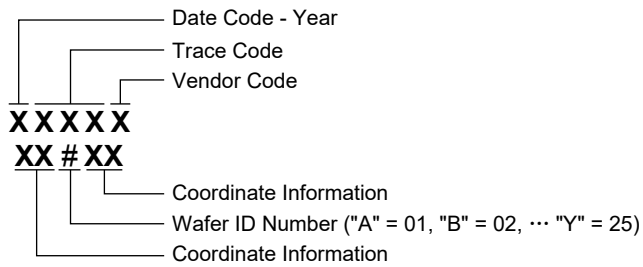 Date Code - Year
Trace Code
Vendor Code
XXXXX
XX # XX
Coordinate Information
Wafer ID Number ("A" = 01, "B" = 02, ··· "Y" = 25)
Coordinate Information